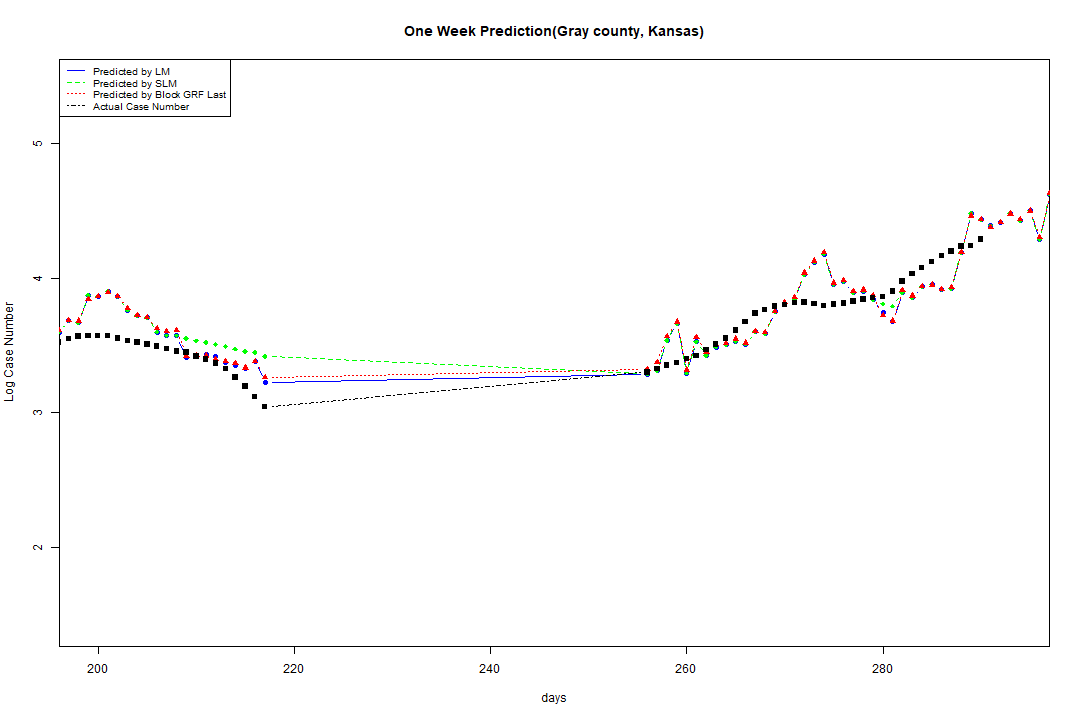 One Week Prediction(Gray county, Kansas)
Predicted by LM
Predicted by SLM
Predicted by Block GRF Last
Actual Case Number
5
4
3
2
Log Case Number
200 220 240 260 280
days